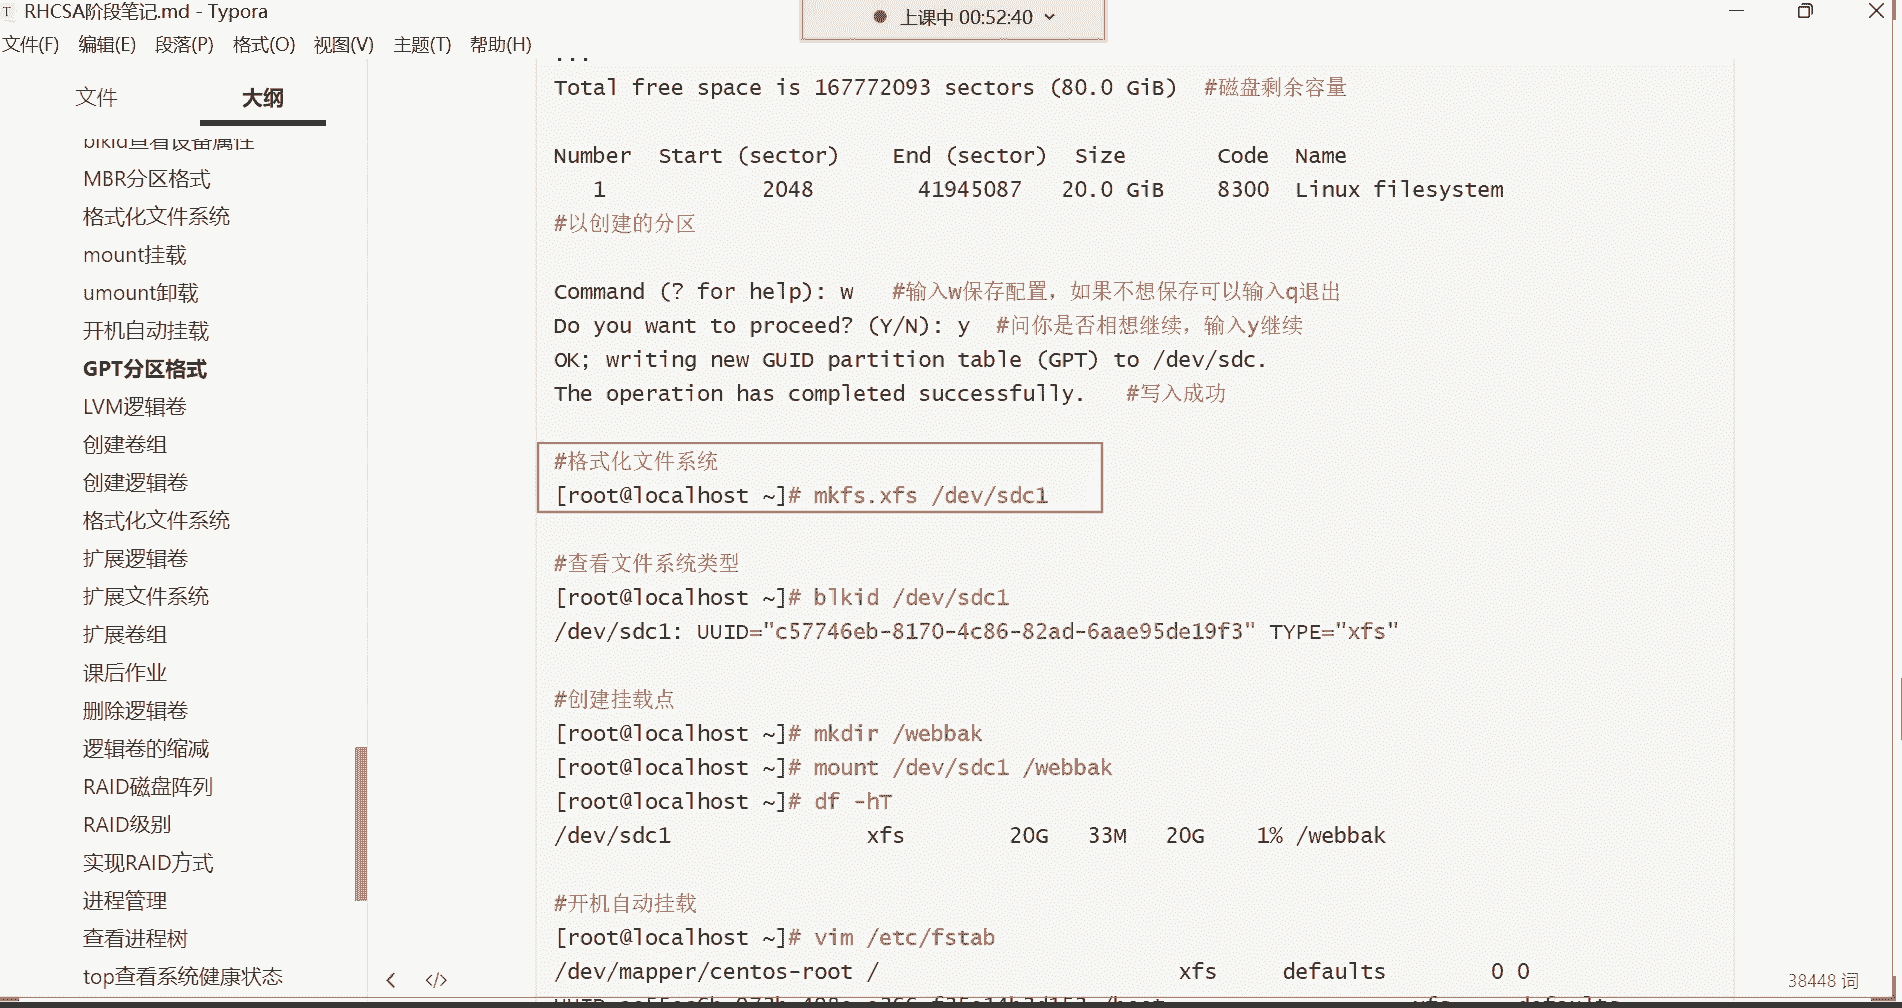 RHCSA阶段笔记.md - Typora
上课中 00:52:40
文件(F) 编辑(E) 段落(P) 格式(O) 视图(V) 主题(T) 帮助(H)
文件 大纲
blkid查看设备属性
MBR分区格式
格式化文件系统
mount挂载
umount卸载
开机自动挂载
GPT分区格式
LVM逻辑卷
创建卷组
创建逻辑卷
格式化文件系统
扩展逻辑卷
扩展文件系统
扩展卷组
课后作业
删除逻辑卷
逻辑卷的缩减
RAID磁盘阵列
RAID级别
实现RAID方式
进程管理
查看进程树
top查看系统健康状态
...
Total free space is 167772093 sectors (80.0 GiB) #磁盘剩余容量
Number Start (sector) End (sector) Size Code Name
1 2048 41945087 20.0 GiB 8300 Linux filesystem
#以创建的分区
Command (? for help): w #输入w保存配置，如果不想保存可以输入q退出
Do you want to proceed? (Y/N): y #问你是否相想继续，输入y继续
OK; writing new GUID partition table (GPT) to /dev/sdc.
The operation has completed successfully. #写入成功
#格式化文件系统
[root@localhost ~]# mkfs.xfs /dev/sdc1
#查看文件系统类型
[root@localhost ~]# blkid /dev/sdc1
/dev/sdc1: UUID="c57746eb-8170-4c86-82ad-6aae95de19f3" TYPE="xfs"
#创建挂载点
[root@localhost ~]# mkdir /webbak
[root@localhost ~]# mount /dev/sdc1 /webbak
[root@localhost ~]# df -hT
/dev/sdc1 xfs 20G 33M 20G 1% /webbak
#开机自动挂载
[root@localhost ~]# vim /etc/fstab
/dev/mapper/centos-root / xfs defaults 0 0
38448 词